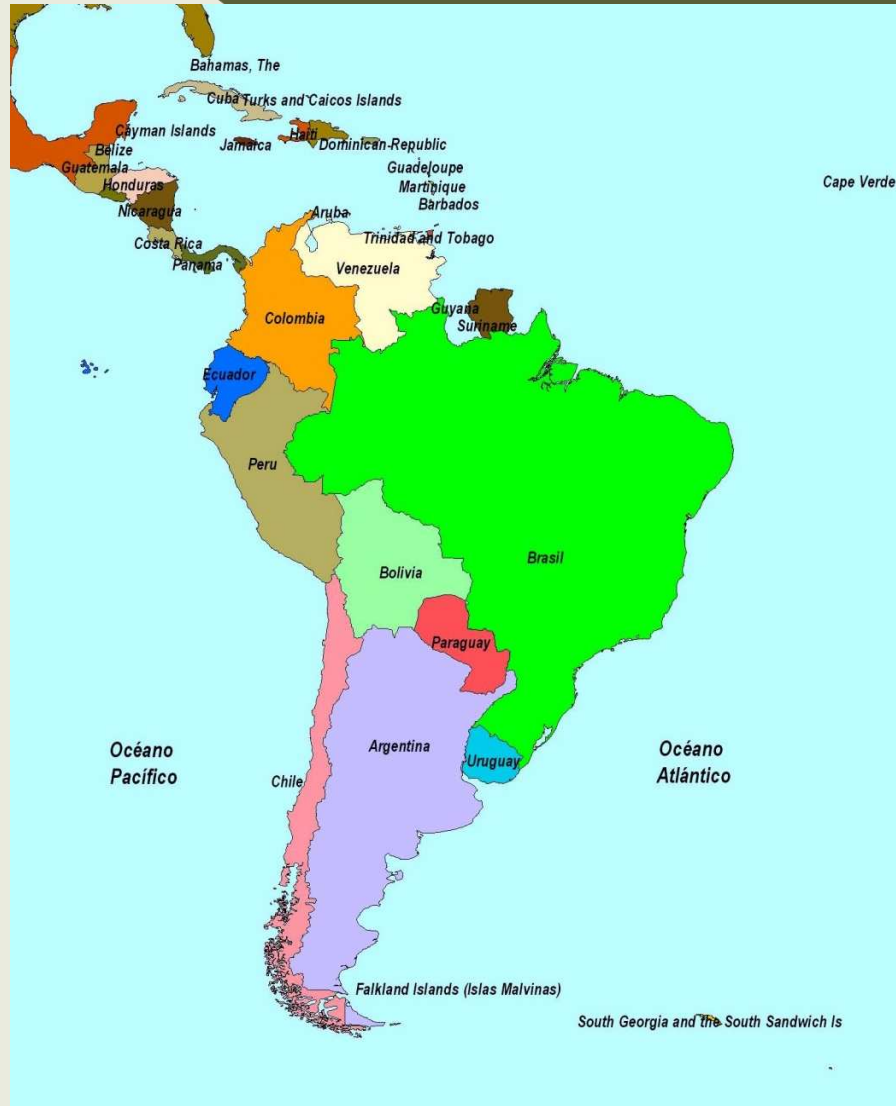 Bahamas, The
Cuba Turks and Caicos Islands
Cayman Islands
Haiti
Jamaica
Dominican Republic
Belize
Guatemala
Guadeloupe
Honduras
Martinique
Cape Verde
Barbados
Nicaragua
Aruba
Costa Rica
Trinidad and Tobago
Panama
Venezuela
Guyana
Colombia
Suriname
Ecuador
Peru
Brasil
Bolivia
Paraguay
Argentina
Océano
Pacífico
Océano
Atlántico
Uruguay
Chile
Falkland Islands (Islas Malvinas)
South Georgia and the South Sandwich Is